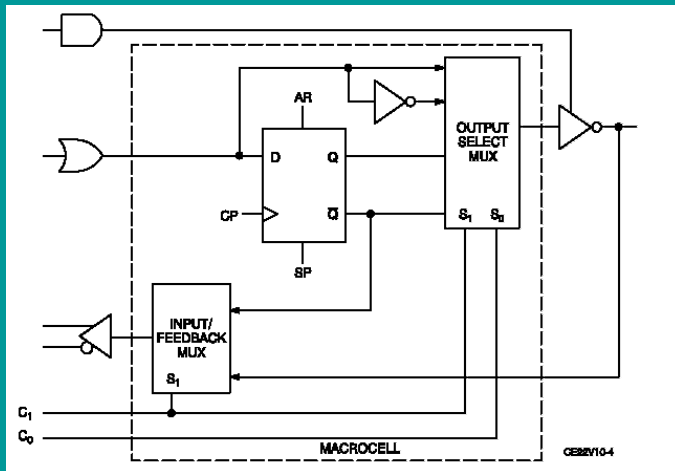 AR
OUTPUT
SELECT
MUX
D
Q
CP
Q̅
S₁ S₀
SP
INPUT/
FEEDBACK
MUX
S₁
C₁
C₀
MACROCELL
CE22V10-4